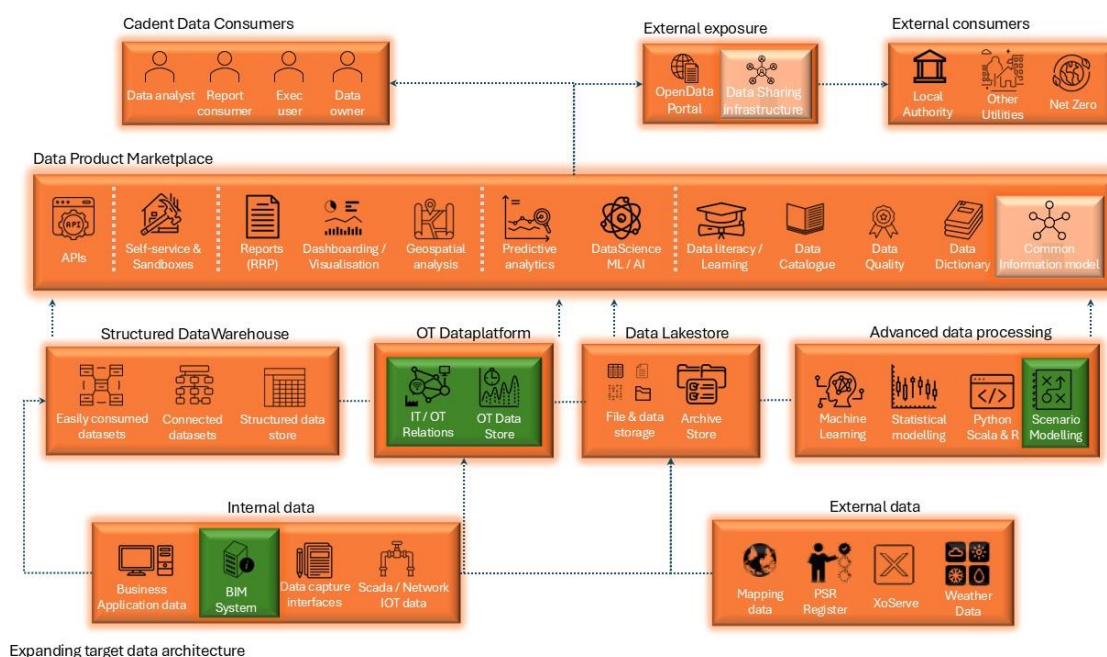 Cadent Data Consumers
External exposure
External consumers
Data analyst
Report
consumer
Exec
user
Data
owner
OpenData
Portal
Data Sharing
infrastructure
Local
Authority
Other
Utilities
Net Zero
Data Product Marketplace
API
APIs
Self-service &
Sandboxes
Reports
(RRP)
Dashboarding /
Visualisation
Geospatial
analysis
Predictive
analytics
DataScience
ML / AI
Data literacy /
Learning
Data
Catalogue
Data
Quality
Data
Dictionary
Common
Information model
Structured DataWarehouse
OT Dataplatform
Data Lakestore
Advanced data processing
Easily consumed
datasets
Connected
datasets
Structured data
store
IT / OT
Relations
OT Data
Store
File & data
storage
Archive
Store
Machine
Learning
Statistical
modelling
Python
Scala & R
Scenario
Modelling
Internal data
External data
Business
Application data
BIM
System
Data capture
interfaces
Scada / Network
IOT data
Mapping
data
PSR
Register
XoServe
Weather
Data
Expanding target data architecture